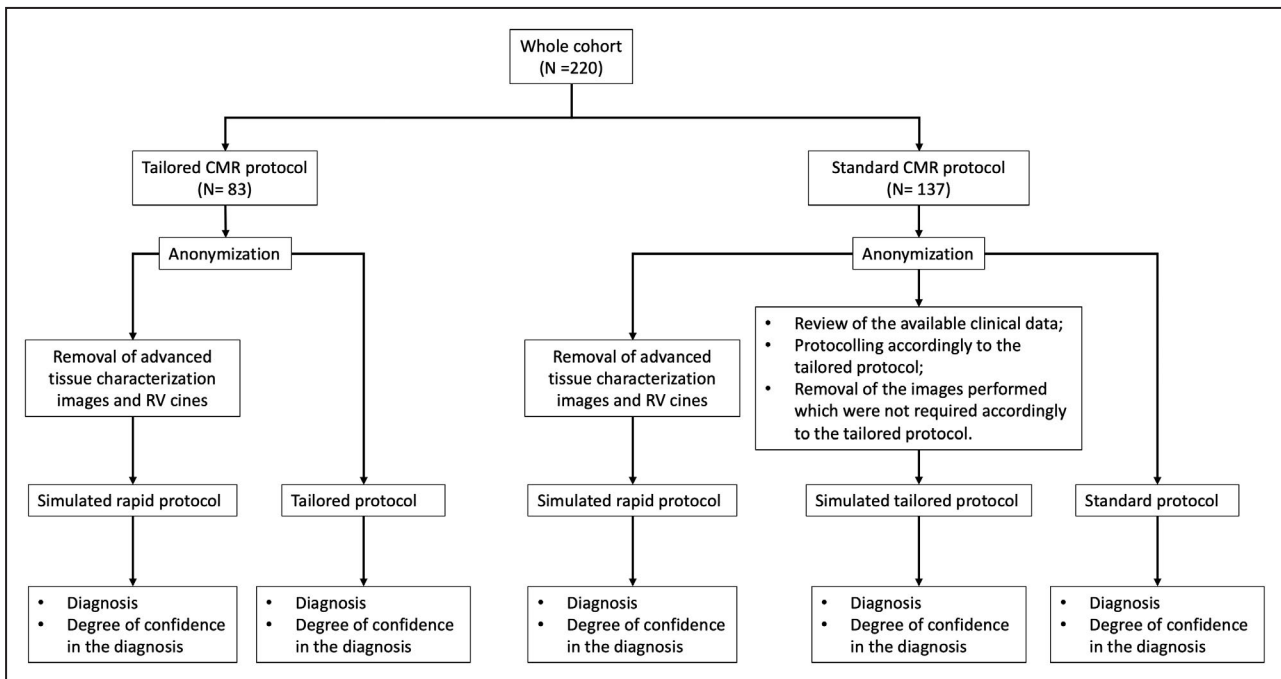 Whole cohort
(N =220)
Tailored CMR protocol
(N= 83)
Standard CMR protocol
(N= 137)
Anonymization
Anonymization
Removal of advanced
tissue characterization
images and RV cines
Removal of advanced
tissue characterization
images and RV cines
• Review of the available clinical data;
• Protocolling accordingly to the
tailored protocol;
• Removal of the images performed
which were not required accordingly
to the tailored protocol.
Simulated rapid protocol
Tailored protocol
Simulated rapid protocol
Simulated tailored protocol
Standard protocol
• Diagnosis
• Degree of confidence
in the diagnosis
• Diagnosis
• Degree of confidence
in the diagnosis
• Diagnosis
• Degree of confidence
in the diagnosis
• Diagnosis
• Degree of confidence
in the diagnosis
• Diagnosis
• Degree of confidence
in the diagnosis